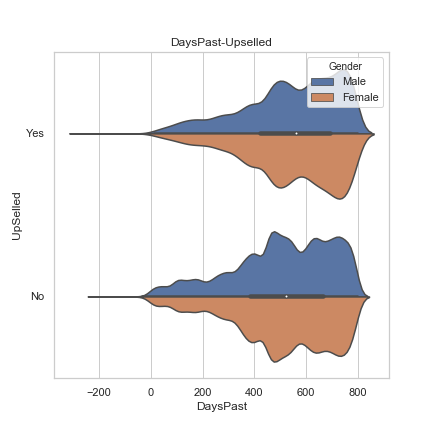 DaysPast-Upselled
Gender
Male
Female
Yes
No
UpSelled
−200
0
200
400
600
800
DaysPast